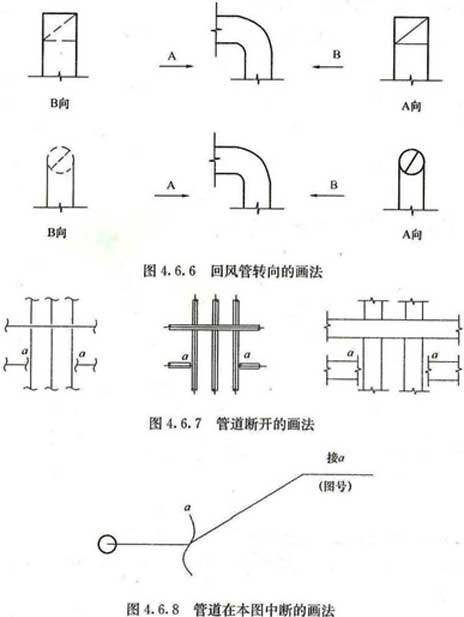 A
B
B向
A向
A
B
B向
A向
图 4.6.6 回风管转向的画法
a a a a a a
图 4.6.7 管道断开的画法
接a
(图号)
a
图 4.6.8 管道在本图中断的画法